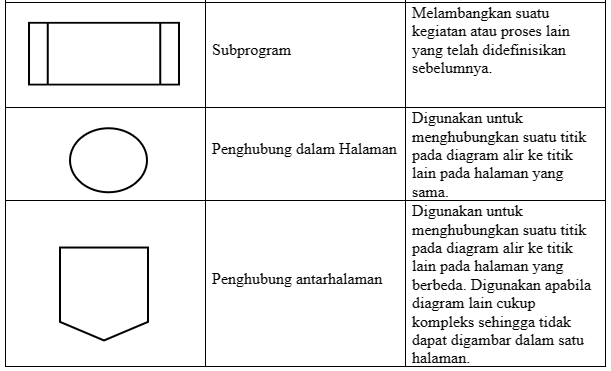 Subprogram
Melambangkan suatu
kegiatan atau proses lain
yang telah didefinisikan
sebelumnya.
Penghubung dalam Halaman
Digunakan untuk
menghubungkan suatu titik
pada diagram alir ke titik
lain pada halaman yang
sama.
Penghubung antarhalaman
Digunakan untuk
menghubungkan suatu titik
pada diagram alir ke titik
lain pada halaman yang
berbeda. Digunakan apabila
diagram lain cukup
kompleks sehingga tidak
dapat digambar dalam satu
halaman.